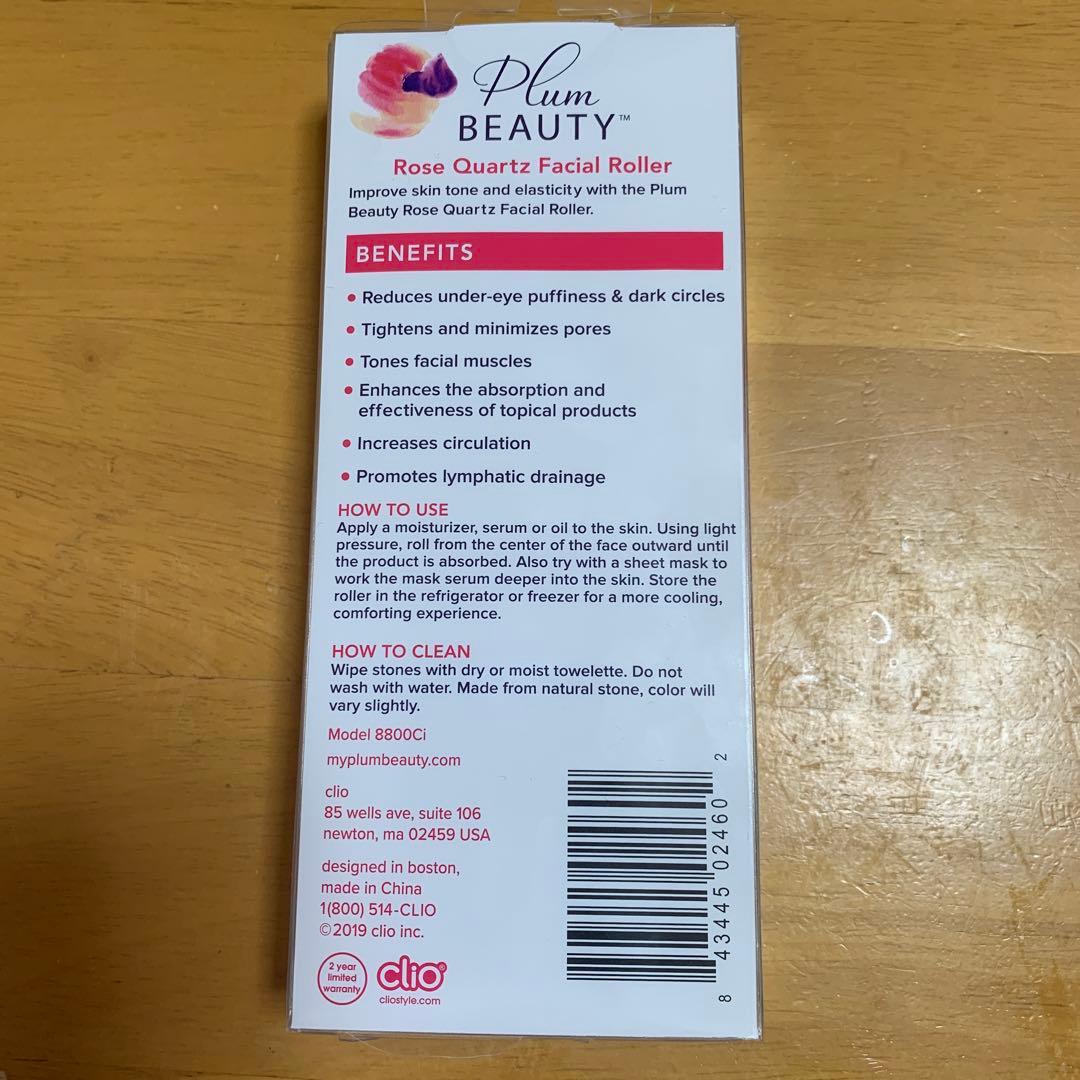 Plum
BEAUTY™
Rose Quartz Facial Roller
Improve skin tone and elasticity with the Plum
Beauty Rose Quartz Facial Roller.
BENEFITS
• Reduces under-eye puffiness & dark circles
• Tightens and minimizes pores
• Tones facial muscles
• Enhances the absorption and
effectiveness of topical products
• Increases circulation
• Promotes lymphatic drainage
HOW TO USE
Apply a moisturizer, serum or oil to the skin. Using light
pressure, roll from the center of the face outward until
the product is absorbed. Also try with a sheet mask to
work the mask serum deeper into the skin. Store the
roller in the refrigerator or freezer for a more cooling,
comforting experience.
HOW TO CLEAN
Wipe stones with dry or moist towelette. Do not
wash with water. Made from natural stone, color will
vary slightly.
Model 8800Ci
myplumbeauty.com
clio
85 wells ave, suite 106
newton, ma 02459 USA
designed in boston,
made in China
1(800) 514-CLIO
©2019 clio inc.
2 year
limited
warranty
clio®
cliostyle.com
8 43445 02460 2